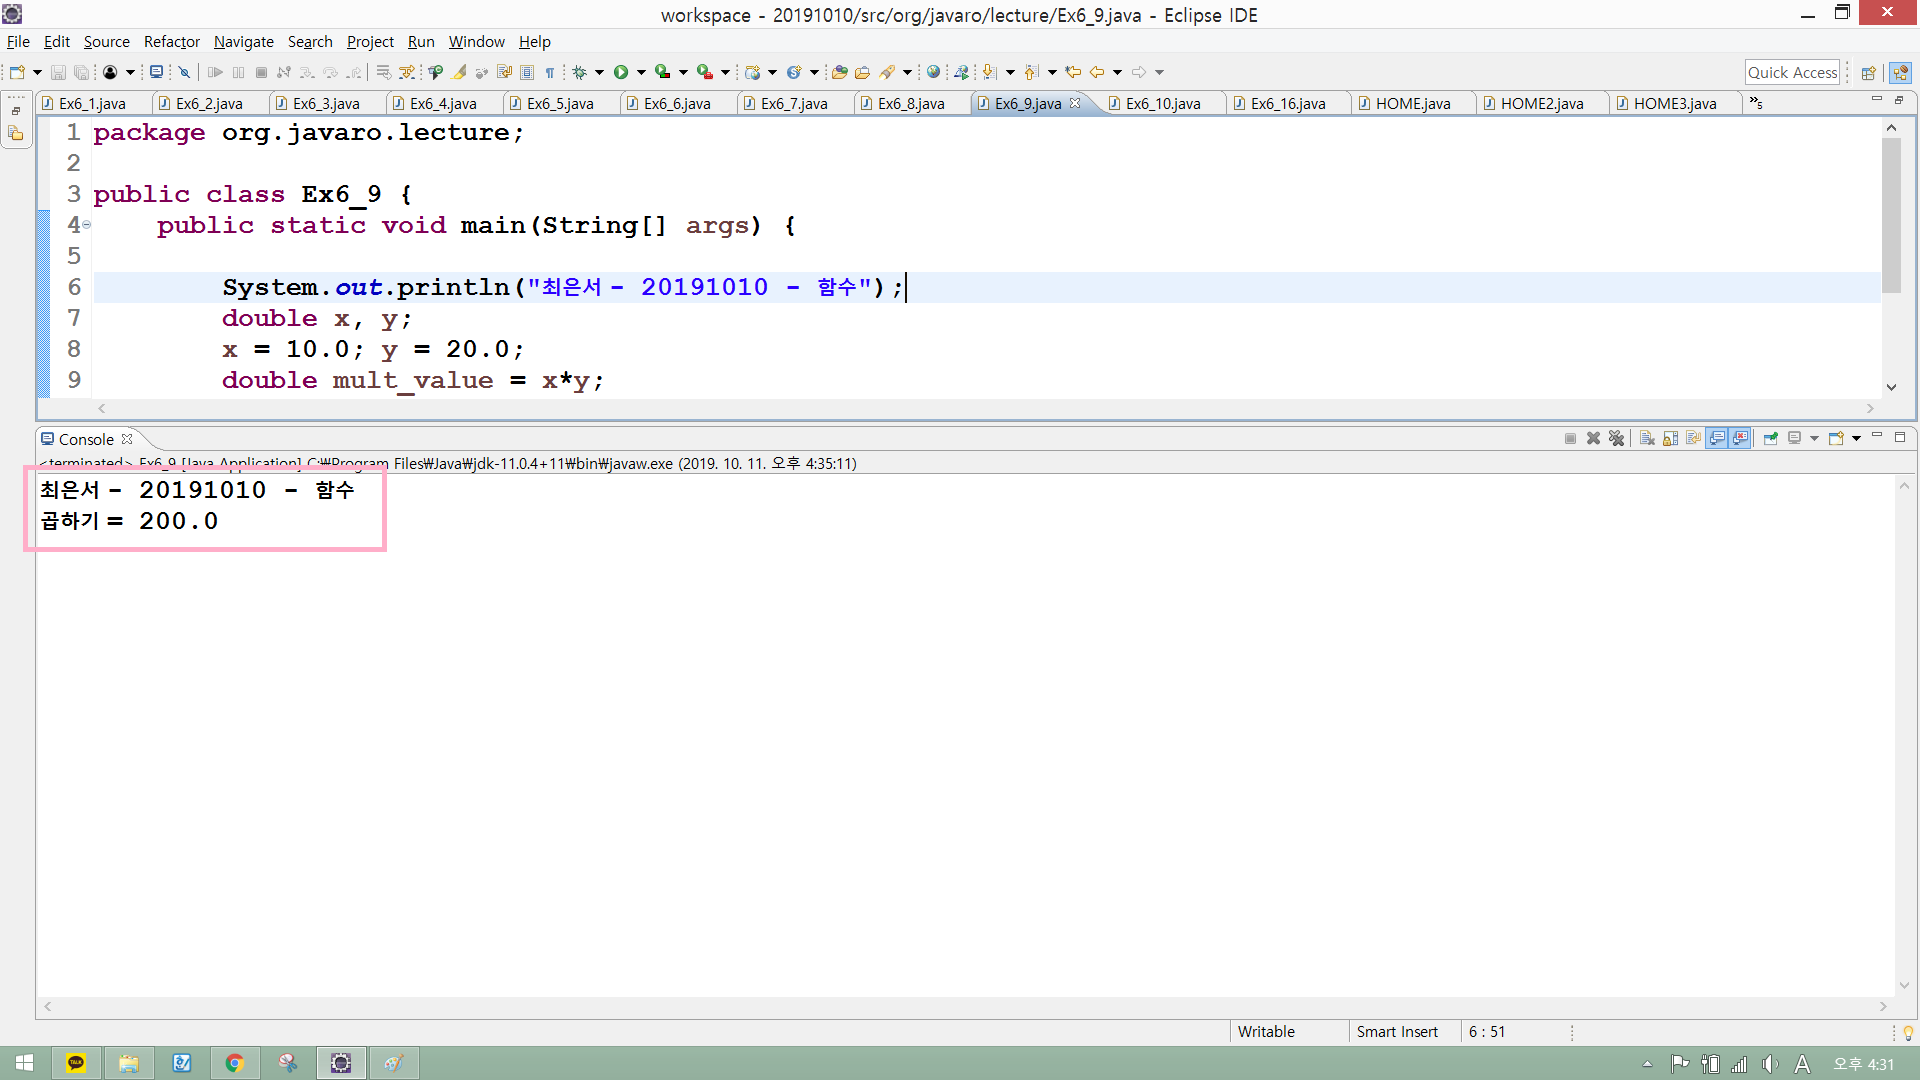 workspace - 20191010/src/org/javaro/lecture/Ex6_9.java - Eclipse IDE
File Edit Source Refactor Navigate Search Project Run Window Help
Quick Access
Ex6_1.java Ex6_2.java Ex6_3.java Ex6_4.java Ex6_5.java Ex6_6.java Ex6_7.java Ex6_8.java Ex6_9.java Ex6_10.java Ex6_16.java HOME.java HOME2.java HOME3.java »5
1 package org.javaro.lecture;
2
3 public class Ex6_9 {
4 public static void main(String[] args) {
5
6 System.out.println("최은서 - 20191010 - 함수");
7 double x, y;
8 x = 10.0; y = 20.0;
9 double mult_value = x*y;
Console
<terminated> Ex6_9 [Java Application] C:₩Program Files₩Java₩jdk-11.0.4+11₩bin₩javaw.exe (2019. 10. 11. 오후 4:35:11)
최은서 - 20191010 - 함수
곱하기 = 200.0
Writable Smart Insert 6 : 51
TALK A 오후 4:31